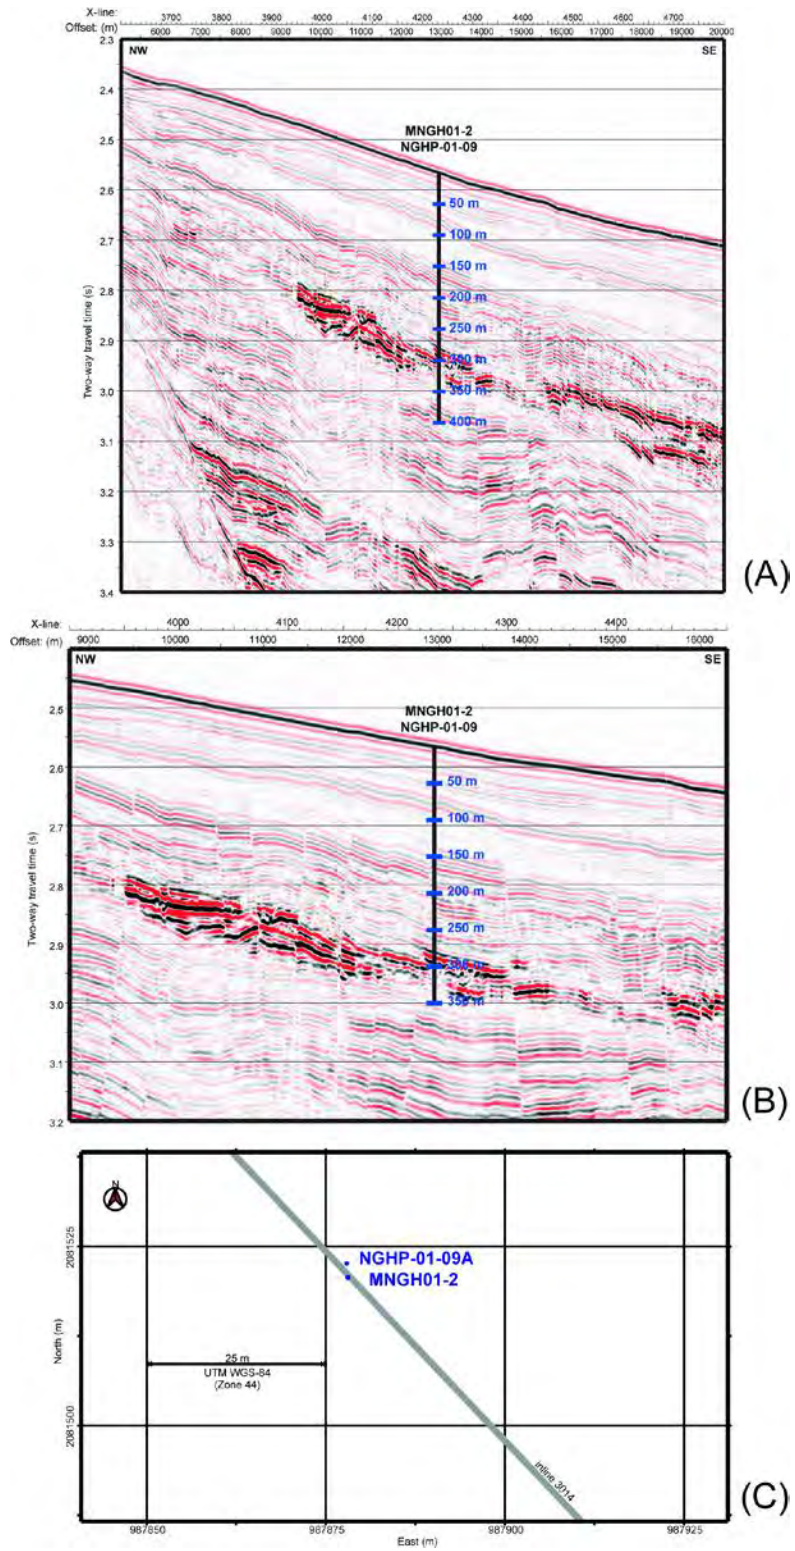 X-line: 3700 3800 3900 4000 4100 4200 4300 4400 4500 4600 4700
Offset: (m) 6000 7000 8000 9000 10000 11000 12000 13000 14000 15000 16000 17000 18000 19000 20000
2.3
NW SE
2.4
MNGH01-2
2.5
NGHP-01-09
2.6
50 m
2.7
100 m
150 m
2.8
200 m
Two-way travel time (s)
2.9
250 m
300 m
3.0
350 m
400 m
3.1
3.2
3.3
3.4
(A)
X-line: 4000 4100 4200 4300 4400
Offset: (m) 9000 10000 11000 12000 13000 14000 15000 16000
NW SE
2.5
MNGH01-2
NGHP-01-09
2.6
50 m
100 m
2.7
150 m
2.8
Two-way travel time (s)
200 m
250 m
2.9
300 m
3.0
350 m
3.1
3.2
(B)
N
2081525
NGHP-01-09A
MNGH01-2
North (m)
25 m
UTM WGS-84
(Zone 44)
2081500
inline 3014
(C)
987850 987875 987900 987925
East (m)